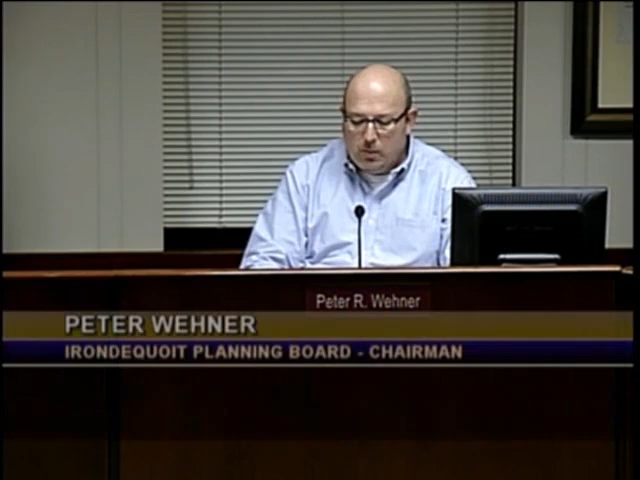 Peter R. Wehner
PETER WEHNER
IRONDEQUOIT PLANNING BOARD - CHAIRMAN